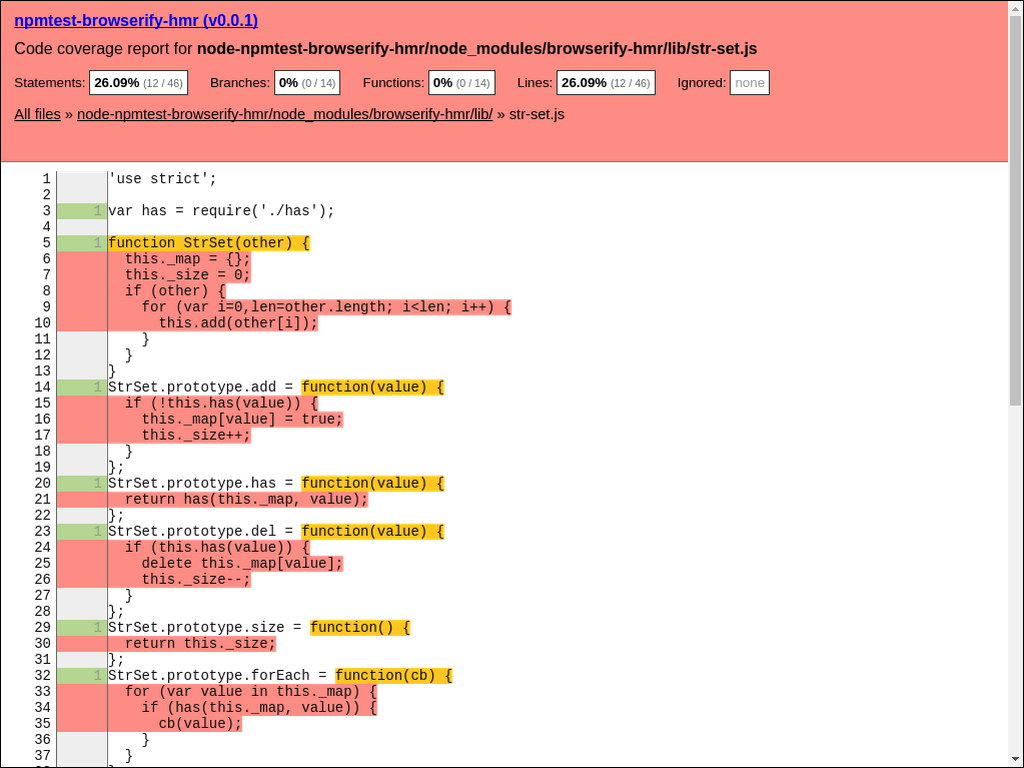 npmtest-browserify-hmr (v0.0.1)
Code coverage report for node-npmtest-browserify-hmr/node_modules/browserify-hmr/lib/str-set.js
Statements: 26.09% (12 / 46) Branches: 0% (0 / 14) Functions: 0% (0 / 14) Lines: 26.09% (12 / 46) Ignored: none
All files » node-npmtest-browserify-hmr/node_modules/browserify-hmr/lib/ » str-set.js
1 'use strict';
2
3 1 var has = require('./has');
4
5 1 function StrSet(other) {
6   this._map = {};
7   this._size = 0;
8   if (other) {
9     for (var i=0,len=other.length; i<len; i++) {
10       this.add(other[i]);
11     }
12   }
13 }
14 1 StrSet.prototype.add = function(value) {
15   if (!this.has(value)) {
16     this._map[value] = true;
17     this._size++;
18   }
19 };
20 1 StrSet.prototype.has = function(value) {
21   return has(this._map, value);
22 };
23 1 StrSet.prototype.del = function(value) {
24   if (this.has(value)) {
25     delete this._map[value];
26     this._size--;
27   }
28 };
29 1 StrSet.prototype.size = function() {
30   return this._size;
31 };
32 1 StrSet.prototype.forEach = function(cb) {
33   for (var value in this._map) {
34     if (has(this._map, value)) {
35       cb(value);
36     }
37   }